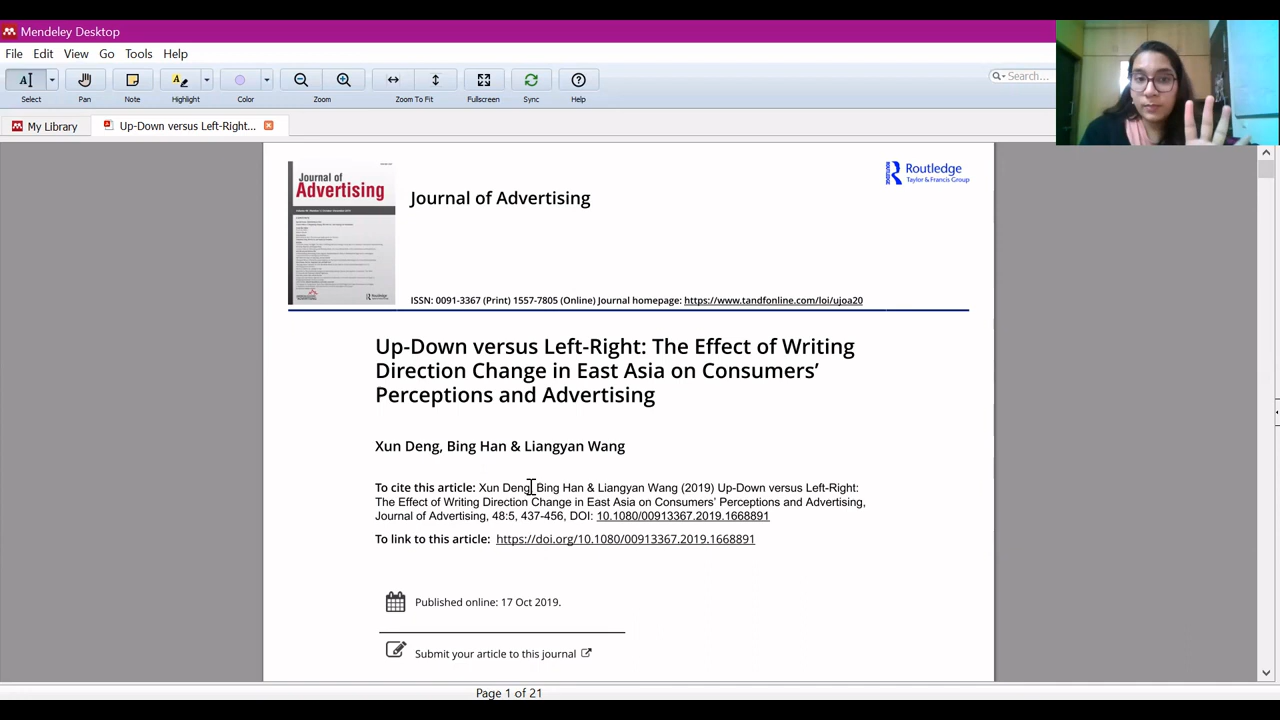 Mendeley Desktop
File Edit View Go Tools Help
Search...
Select Pan Note Highlight Color Zoom Zoom To Fit Fullscreen Sync Help
My Library Up-Down versus Left-Right...
Journal of
Advertising
Journal of Advertising
Routledge
Taylor & Francis Group
ISSN: 0091-3367 (Print) 1557-7805 (Online) Journal homepage: https://www.tandfonline.com/loi/ujoa20
Up-Down versus Left-Right: The Effect of Writing
Direction Change in East Asia on Consumers’
Perceptions and Advertising
Xun Deng, Bing Han & Liangyan Wang
To cite this article: Xun Deng, Bing Han & Liangyan Wang (2019) Up-Down versus Left-Right:
The Effect of Writing Direction Change in East Asia on Consumers’ Perceptions and Advertising,
Journal of Advertising, 48:5, 437-456, DOI: 10.1080/00913367.2019.1668891
To link to this article: https://doi.org/10.1080/00913367.2019.1668891
Published online: 17 Oct 2019.
Submit your article to this journal
Page 1 of 21